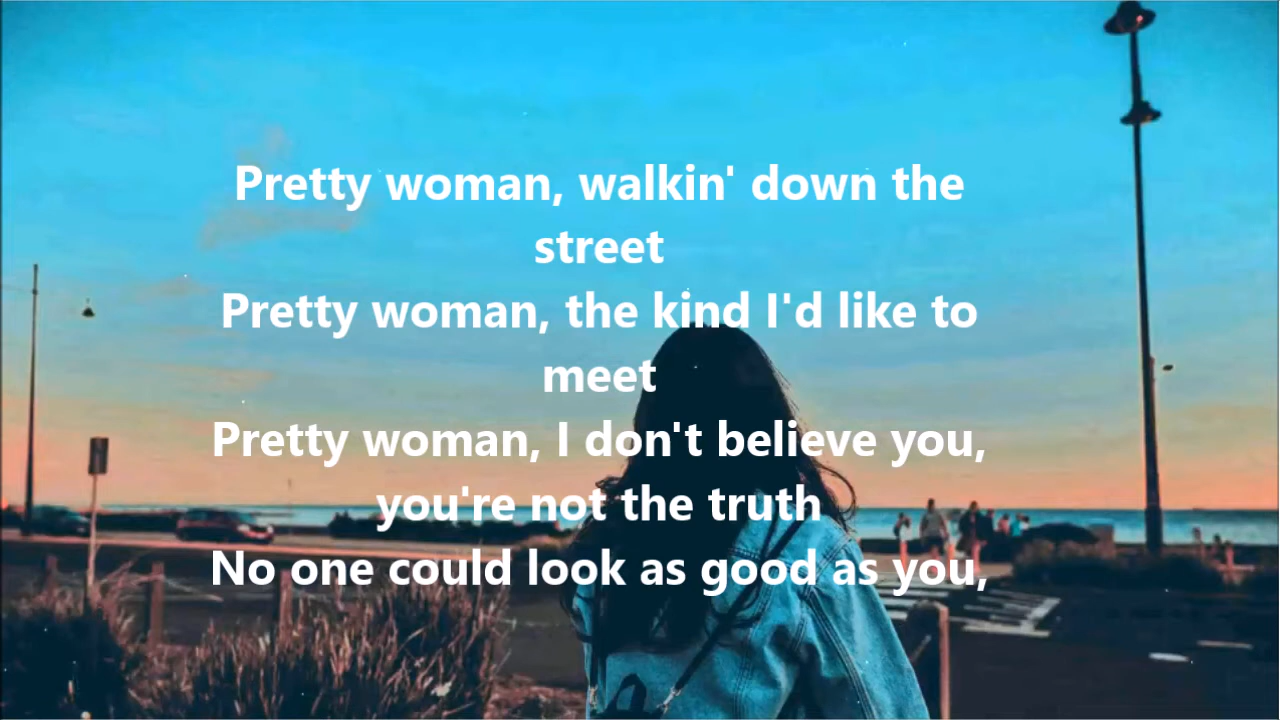 Pretty woman, walkin' down the
street
Pretty woman, the kind I'd like to
meet
Pretty woman, I don't believe you,
you're not the truth
No one could look as good as you,